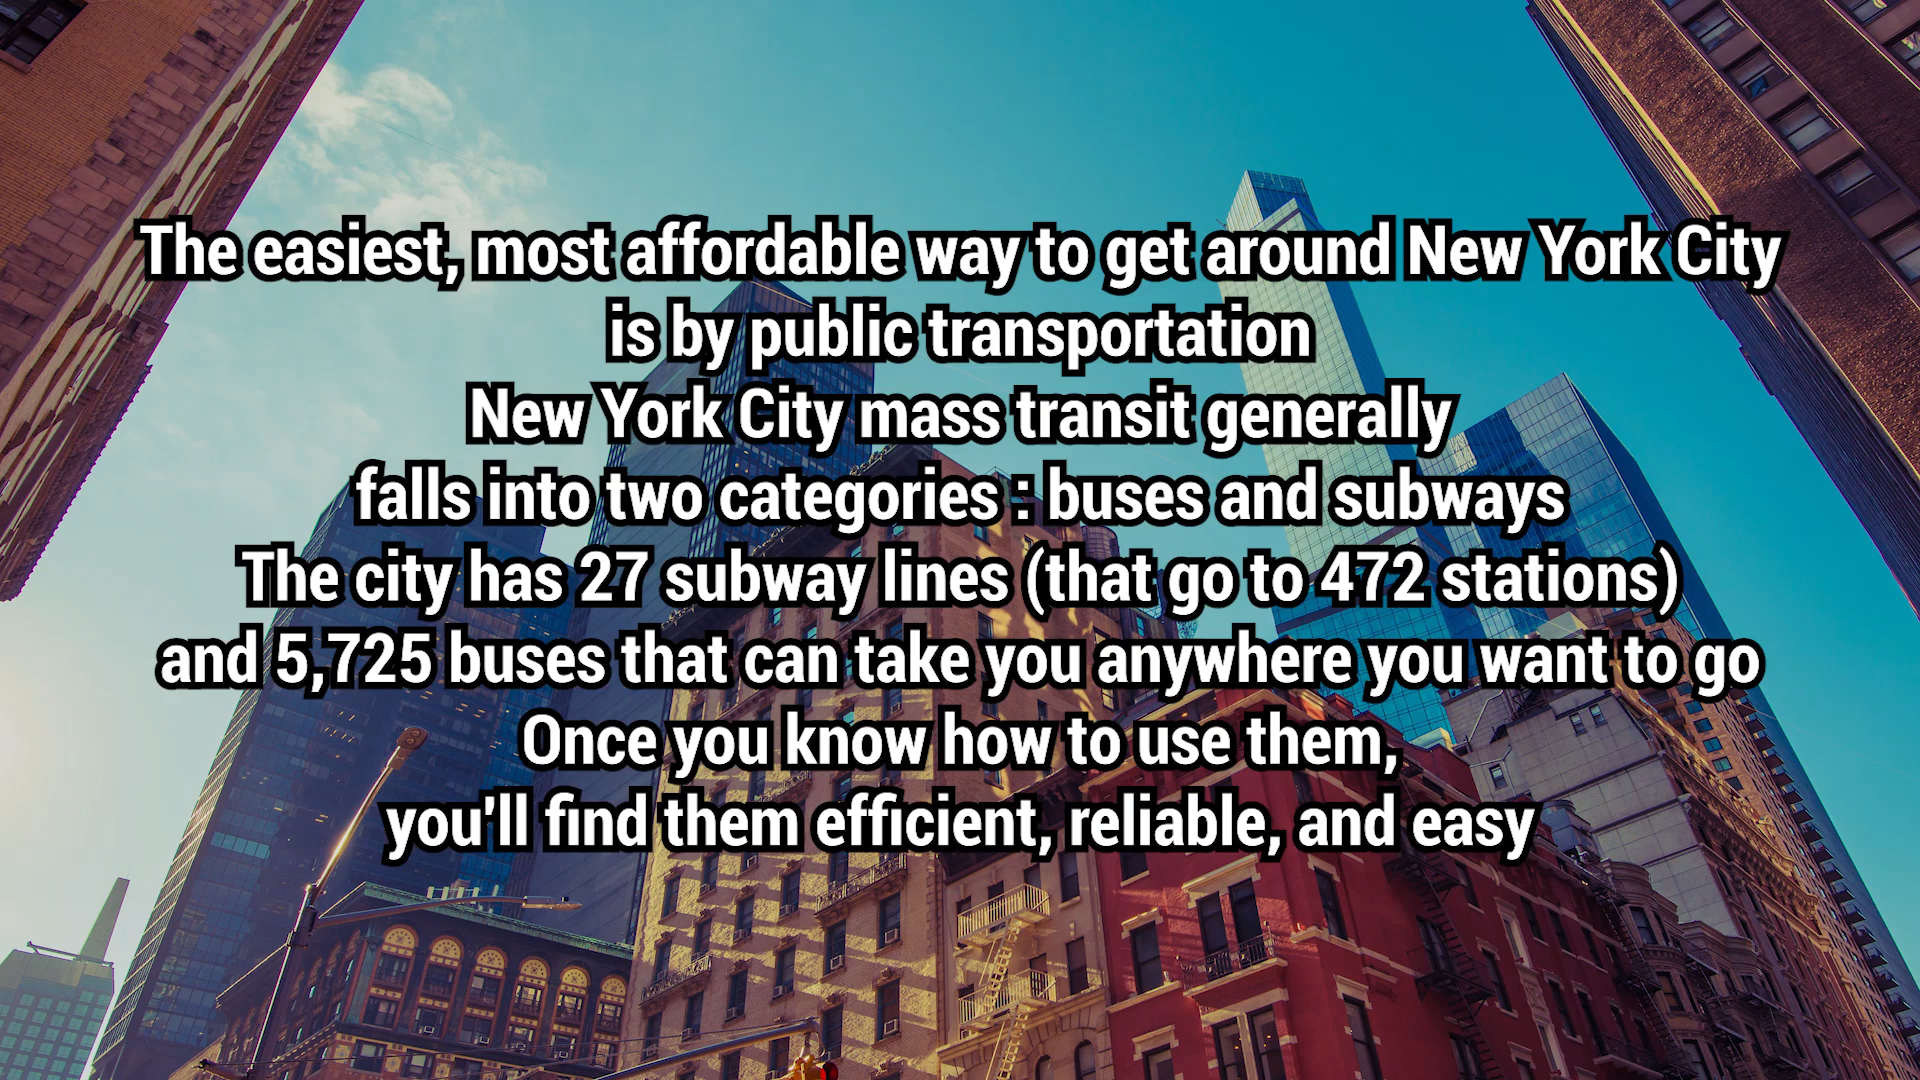 The easiest, most affordable way to get around New York City
is by public transportation
New York City mass transit generally
falls into two categories : buses and subways
The city has 27 subway lines (that go to 472 stations)
and 5,725 buses that can take you anywhere you want to go
Once you know how to use them,
you'll find them efficient, reliable, and easy